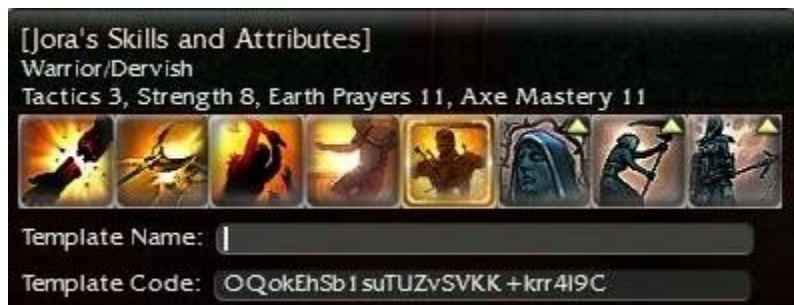 [Jora's Skills and Attributes]
Warrior/Dervish
Tactics 3, Strength 8, Earth Prayers 11, Axe Mastery 11
Template Name:
Template Code: OQokEhSb1suTUZvSVKK+krr4I9C